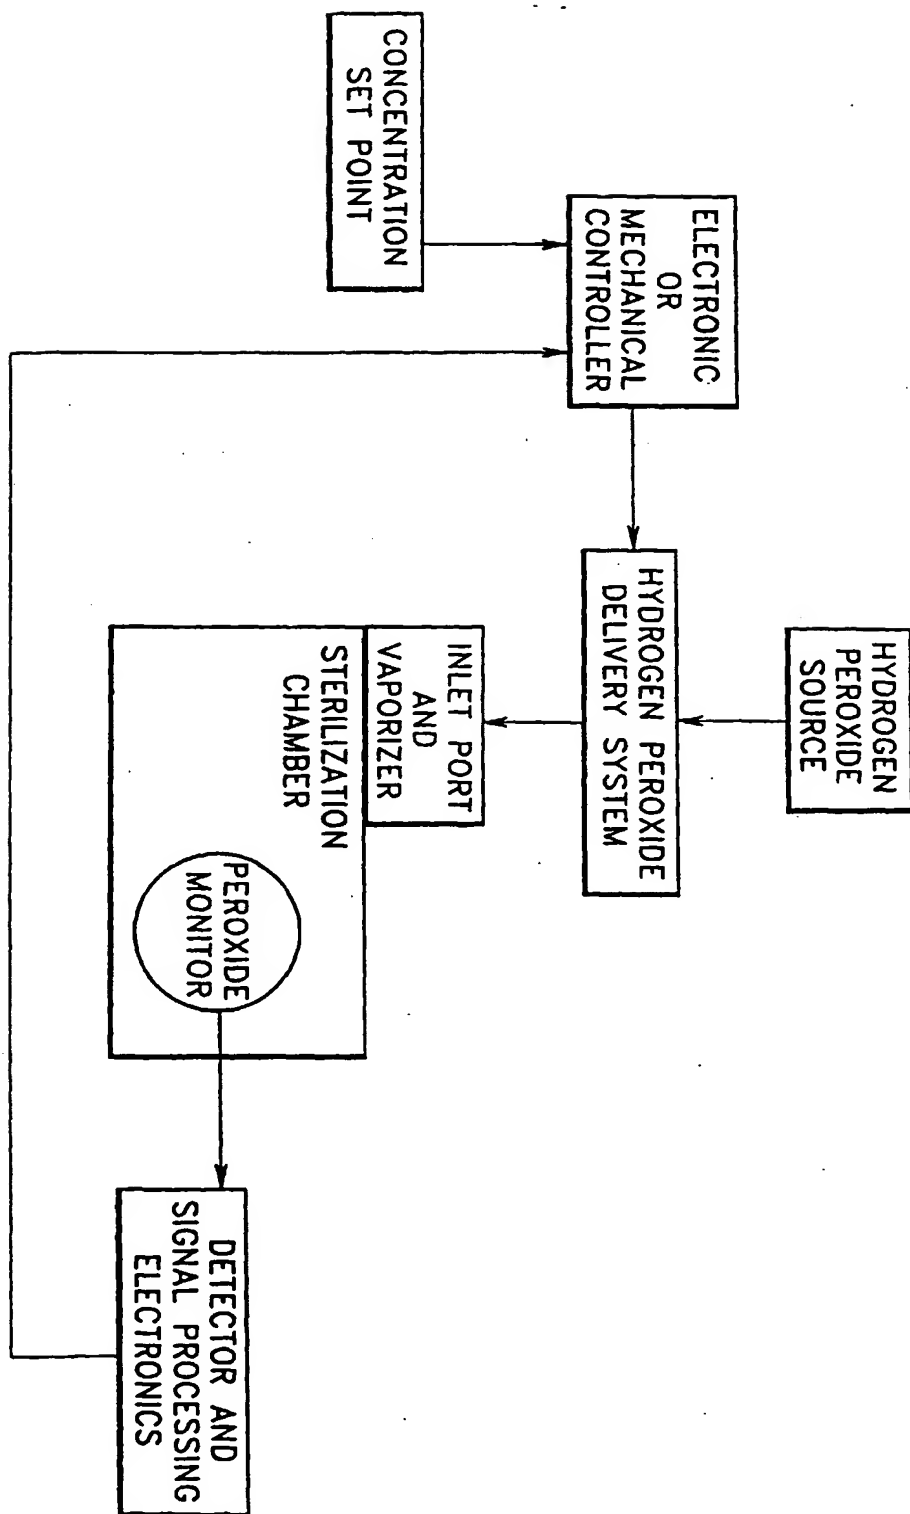 HYDROGEN
PEROXIDE
SOURCE
ELECTRONIC
OR
MECHANICAL
CONTROLLER
HYDROGEN PEROXIDE
DELIVERY SYSTEM
CONCENTRATION
SET POINT
INLET PORT
AND
VAPORIZER
STERILIZATION
CHAMBER
PEROXIDE
MONITOR
DETECTOR AND
SIGNAL PROCESSING
ELECTRONICS